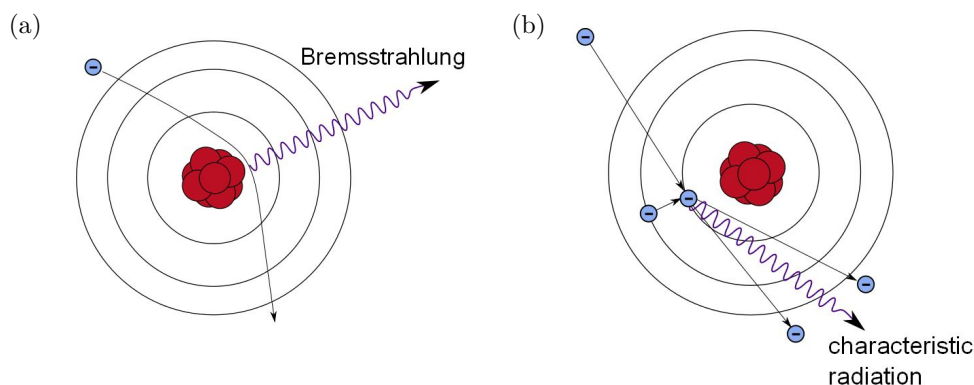 (a)
Bremsstrahlung
(b)
characteristic
radiation